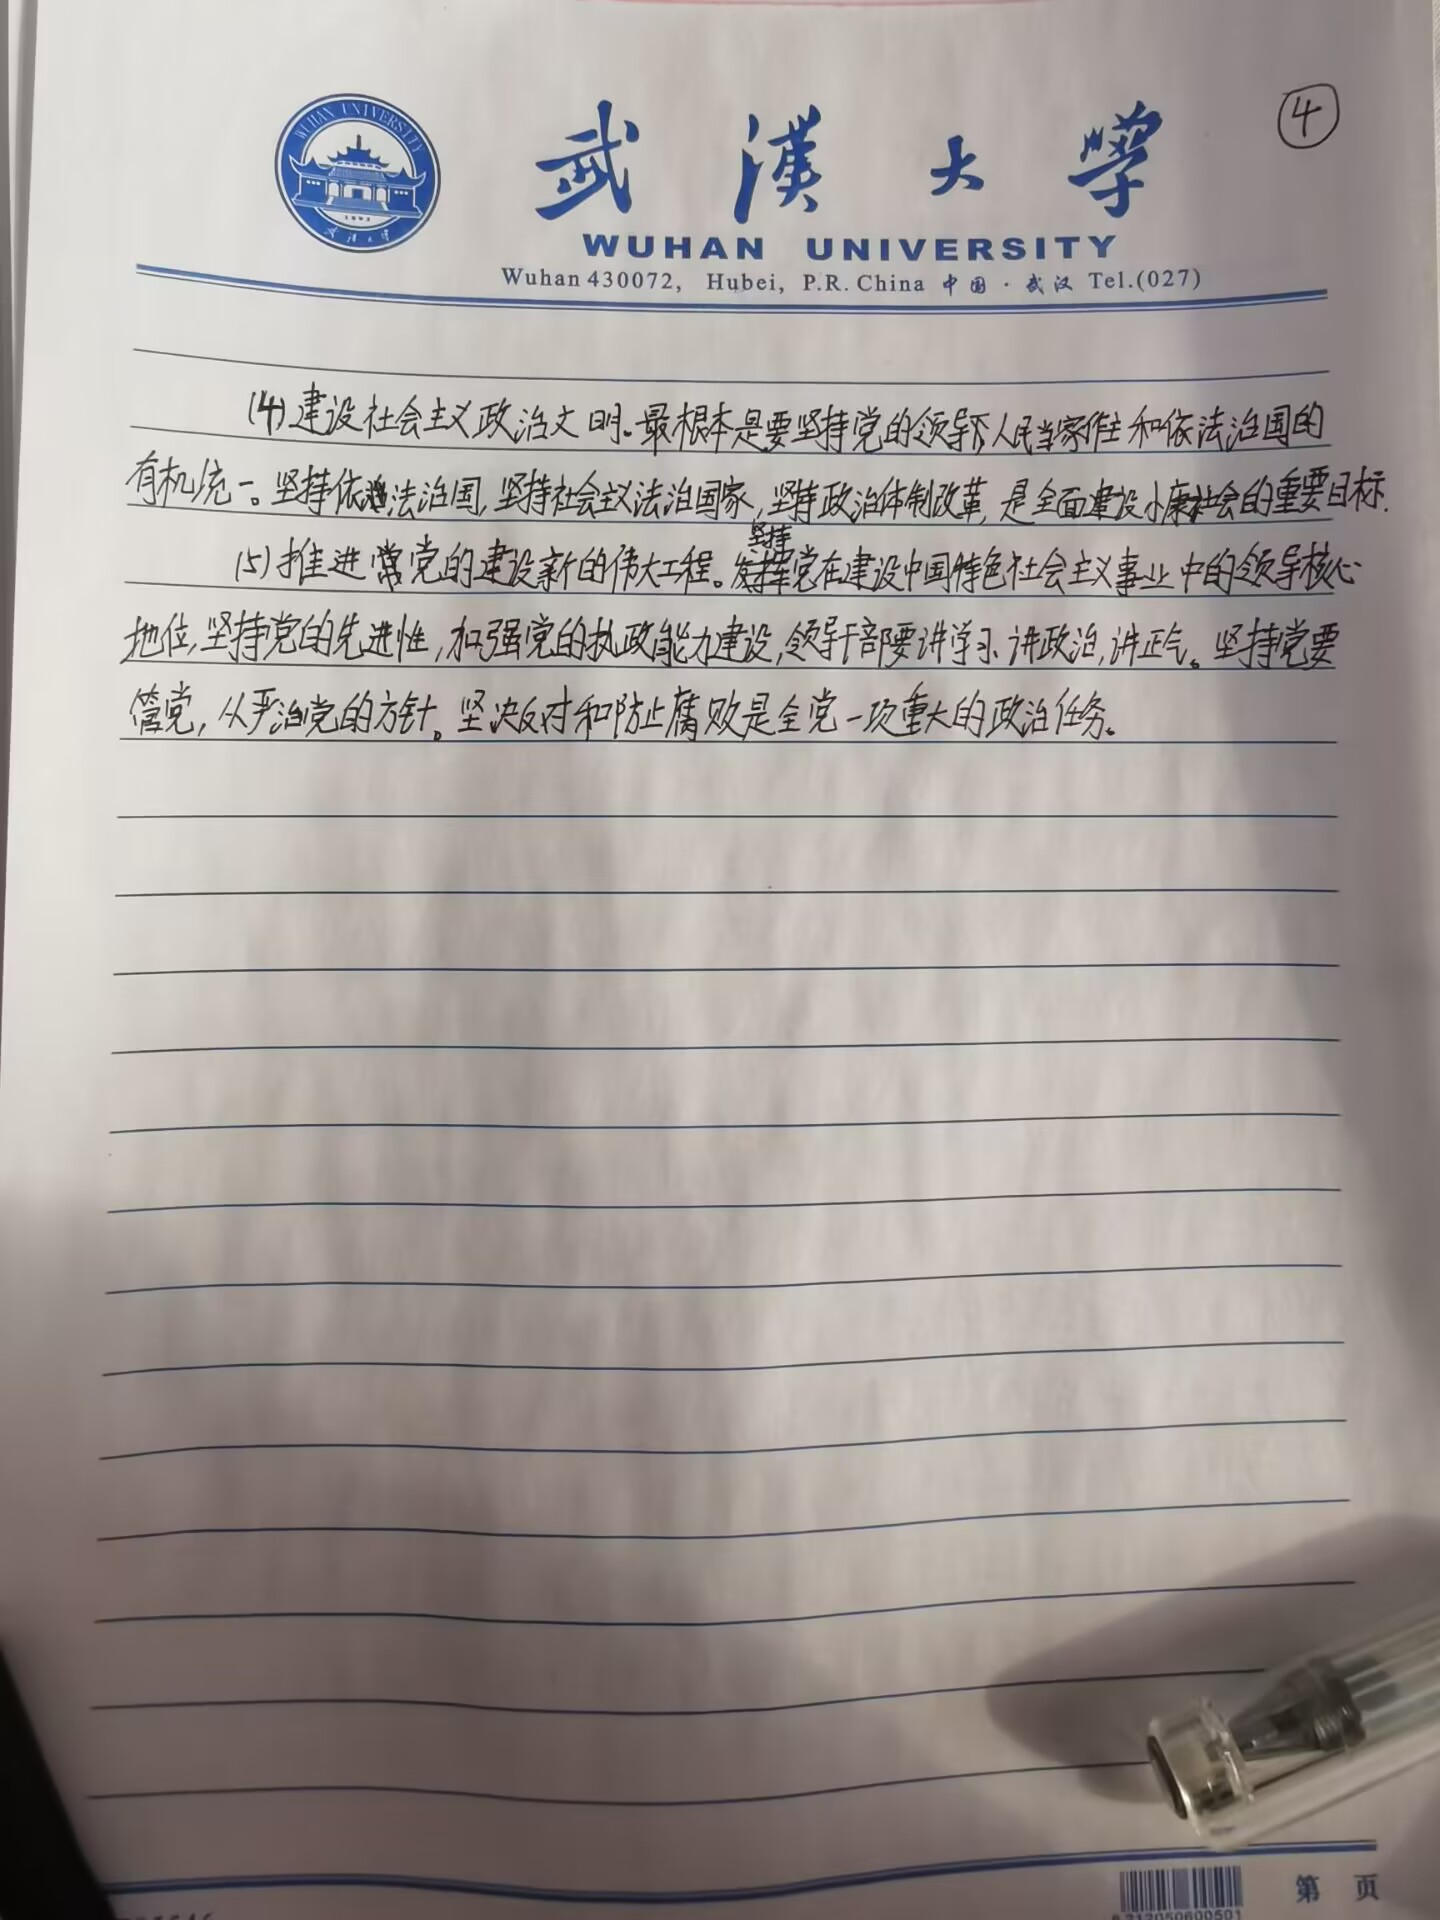 WUHAN UNIVERSITY
1893
武汉大学
④
武漢大學
WUHAN UNIVERSITY
Wuhan 430072, Hubei, P.R. China 中国·武汉 Tel.(027)
(4)建设社会主义政治文明。最根本是要坚持党的领导、人民当家作主和依法治国的
有机统一。坚持依法治国,坚持社会主义法治国家,坚持政治体制改革,是全面建设小康社会的重要目标.
坚持
(5)推进党的建设新的伟大工程。党在建设中国特色社会主义事业中的领导核心
地位,坚持党的先进性,加强党的执政能力建设,领导干部要讲学习、讲政治,讲正气。坚持党要
管党,从严治党的方针。坚决反对和防止腐败是全党一项重大的政治任务。
第 页